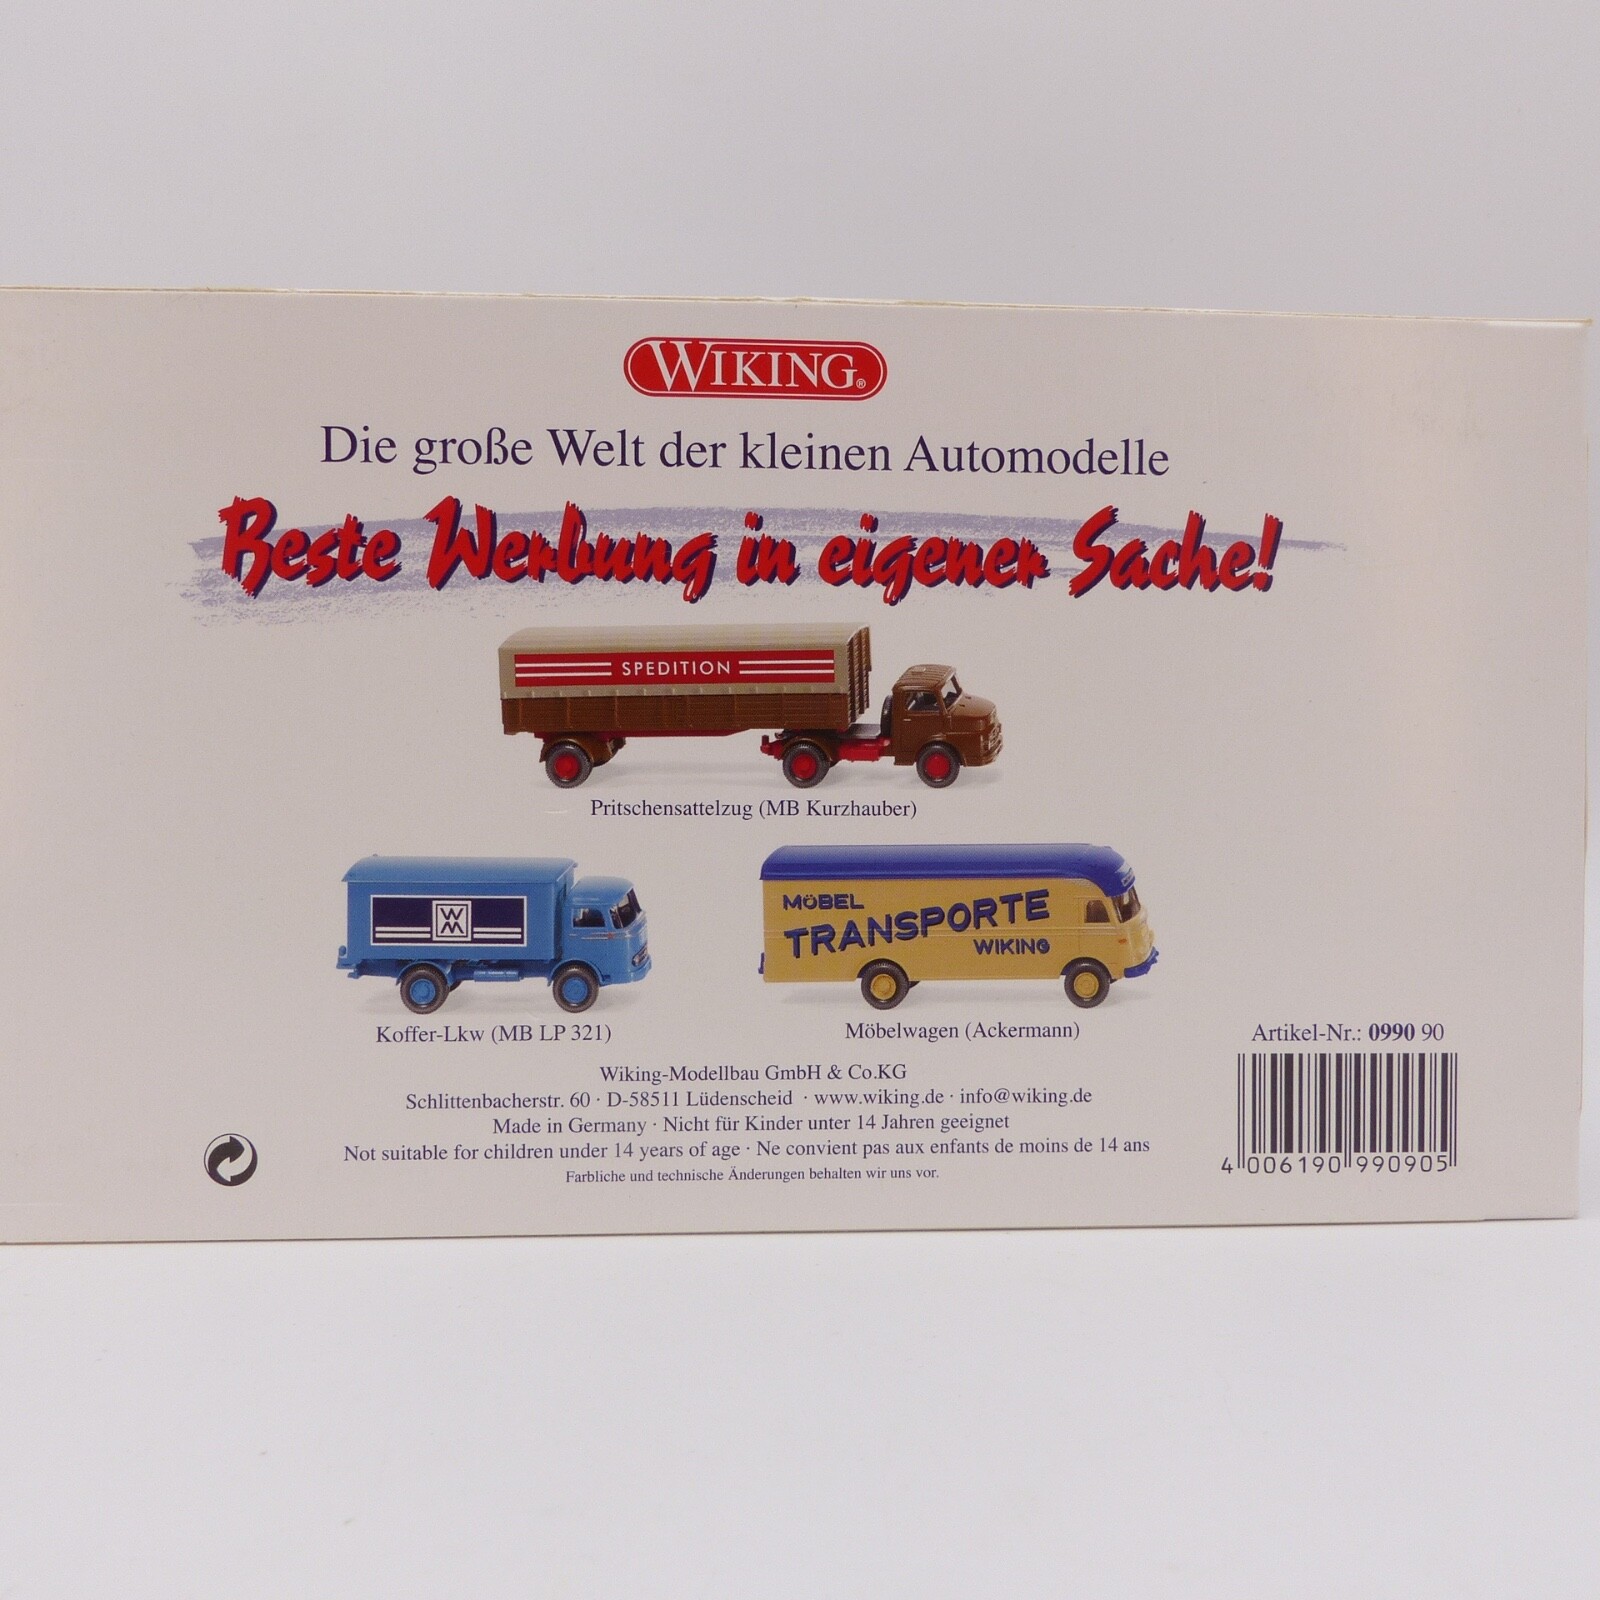 WIKING®
Die große Welt der kleinen Automodelle
Beste Werbung in eigener Sache!
SPEDITION
Pritschensattelzug (MB Kurzhauber)
WM
MÖBEL
TRANSPORTE
WIKING
Koffer-Lkw (MB LP 321)
Möbelwagen (Ackermann)
Artikel-Nr.: 0990 90
Wiking-Modellbau GmbH & Co.KG
Schlittenbacherstr. 60 · D-58511 Lüdenscheid · www.wiking.de · info@wiking.de
Made in Germany · Nicht für Kinder unter 14 Jahren geeignet
Not suitable for children under 14 years of age · Ne convient pas aux enfants de moins de 14 ans
Farbliche und technische Änderungen behalten wir uns vor.
4 006190 990905